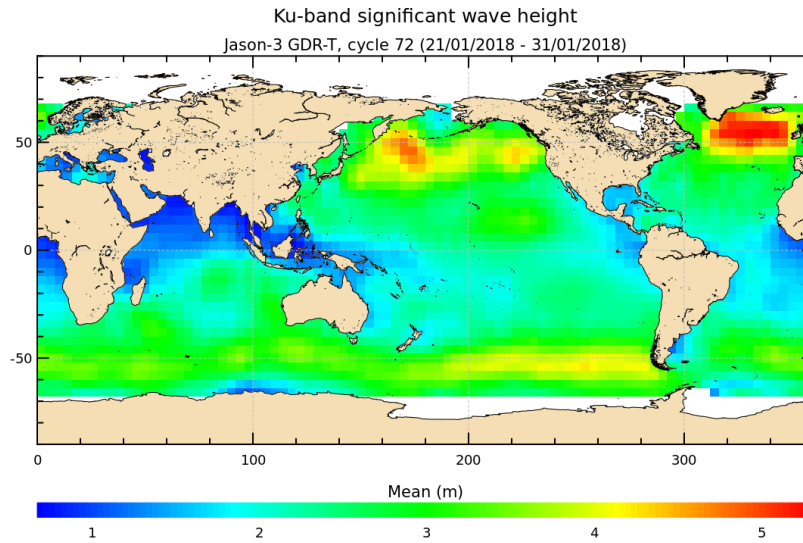 Ku-band significant wave height
Jason-3 GDR-T, cycle 72 (21/01/2018 - 31/01/2018)
50
0
-50
0 100 200 300
Mean (m)
1 2 3 4 5